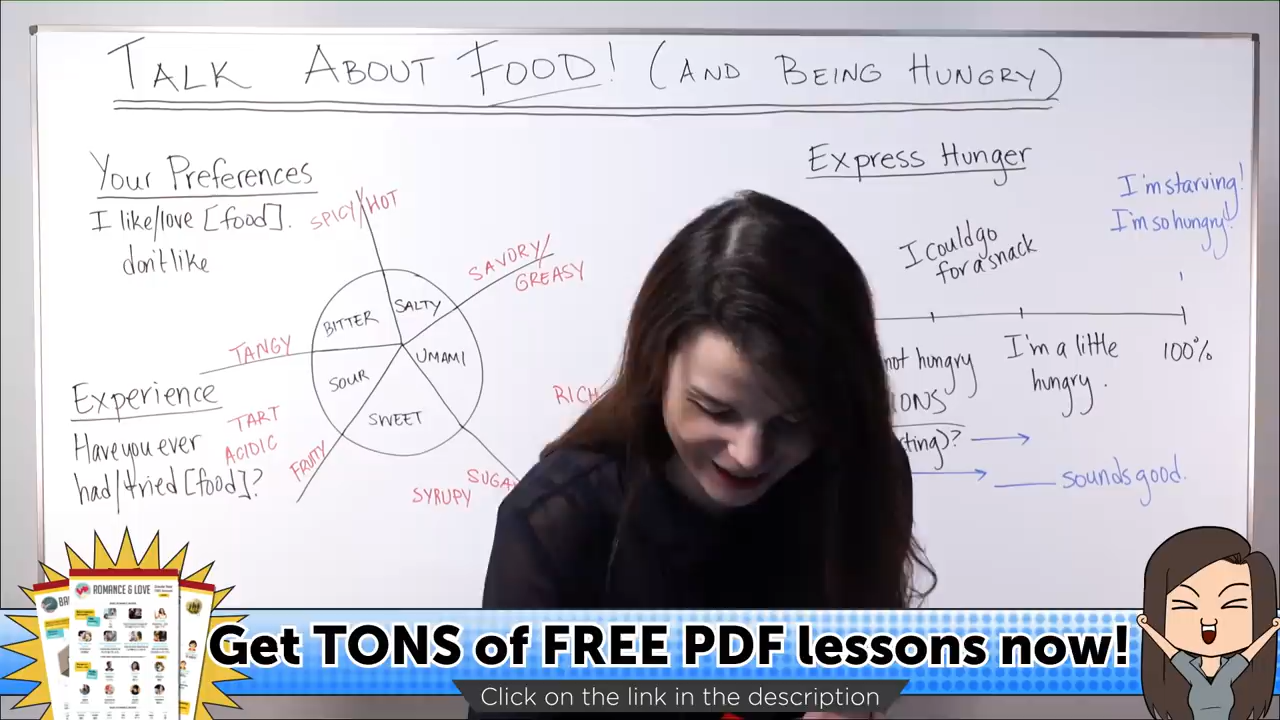 TALK ABOUT FOOD! (AND BEING HUNGRY)
Your Preferences
I like/love [food].
don't like
SPICY/HOT
SAVORY/
GREASY
BITTER
SALTY
UMAMI
SOUR
SWEET
TANGY
TART
ACIDIC
FRUITY
RICH
SYRUPY
Experience
Have you ever
had/tried [food]?
Express Hunger
I'm starving!
I'm so hungry!
I could go
for a snack
not hungry
I'm a little
hungry.
100%
sounds good.
ROMANCE & LOVE
Get TONS of FREE PDF lessons now!
Click on the link in the description